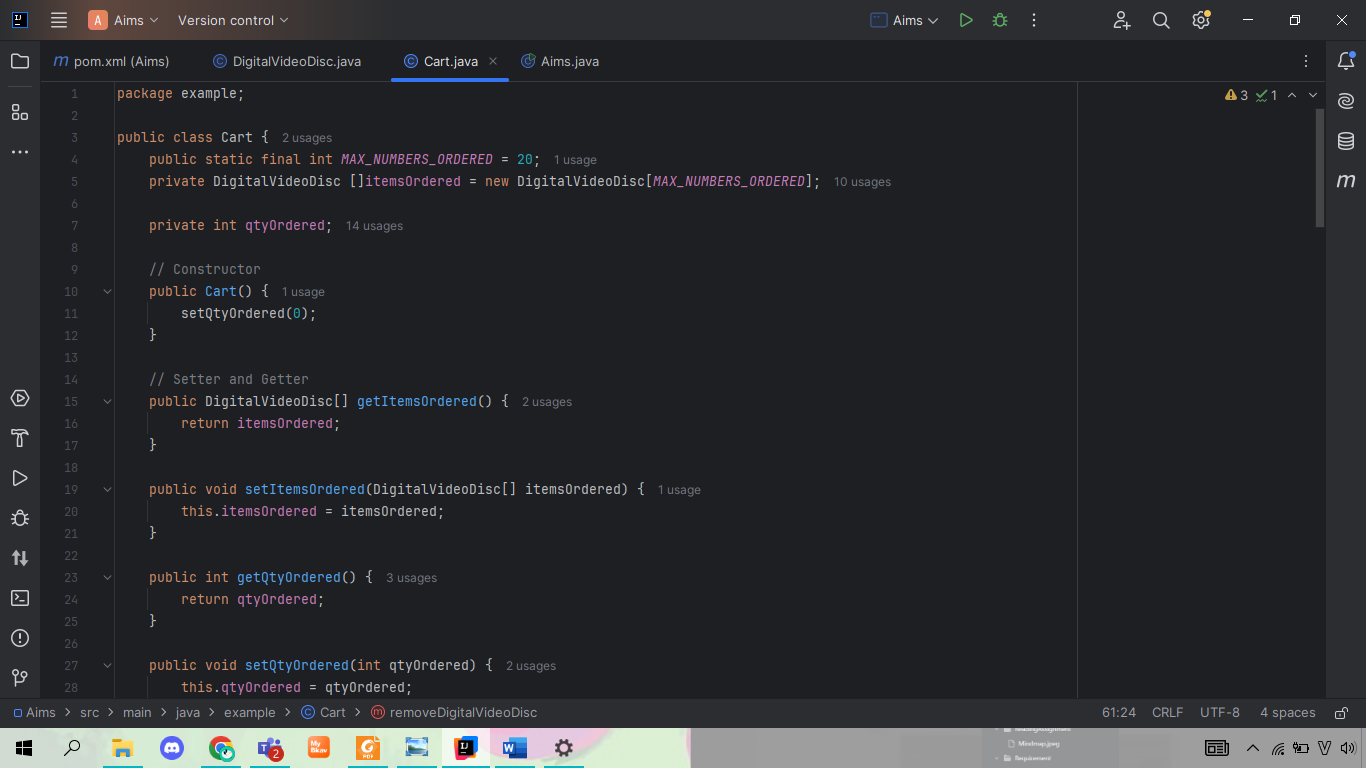 A Aims Version control Aims
pom.xml (Aims) DigitalVideoDisc.java Cart.java Aims.java
3 1
1 package example;
2
3 public class Cart { 2 usages
4 public static final int MAX_NUMBERS_ORDERED = 20; 1 usage
5 private DigitalVideoDisc []itemsOrdered = new DigitalVideoDisc[MAX_NUMBERS_ORDERED]; 10 usages
6
7 private int qtyOrdered; 14 usages
8
9 // Constructor
10 public Cart() { 1 usage
11 setQtyOrdered(0);
12 }
13
14 // Setter and Getter
15 public DigitalVideoDisc[] getItemsOrdered() { 2 usages
16 return itemsOrdered;
17 }
18
19 public void setItemsOrdered(DigitalVideoDisc[] itemsOrdered) { 1 usage
20 this.itemsOrdered = itemsOrdered;
21 }
22
23 public int getQtyOrdered() { 3 usages
24 return qtyOrdered;
25 }
26
27 public void setQtyOrdered(int qtyOrdered) { 2 usages
28 this.qtyOrdered = qtyOrdered;
Aims > src > main > java > example > Cart > removeDigitalVideoDisc 61:24 CRLF UTF-8 4 spaces
Mindmap.jpeg
Requirement